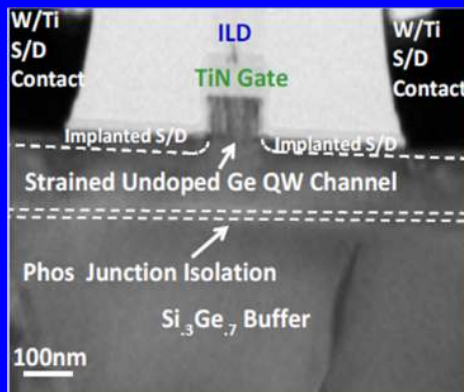 W/Ti
S/D
Contact
ILD
TiN Gate
W/Ti
S/D
Contact
Implanted S/D
Implanted S/D
Strained Undoped Ge QW Channel
Phos Junction Isolation
Si.3Ge.7 Buffer
100nm